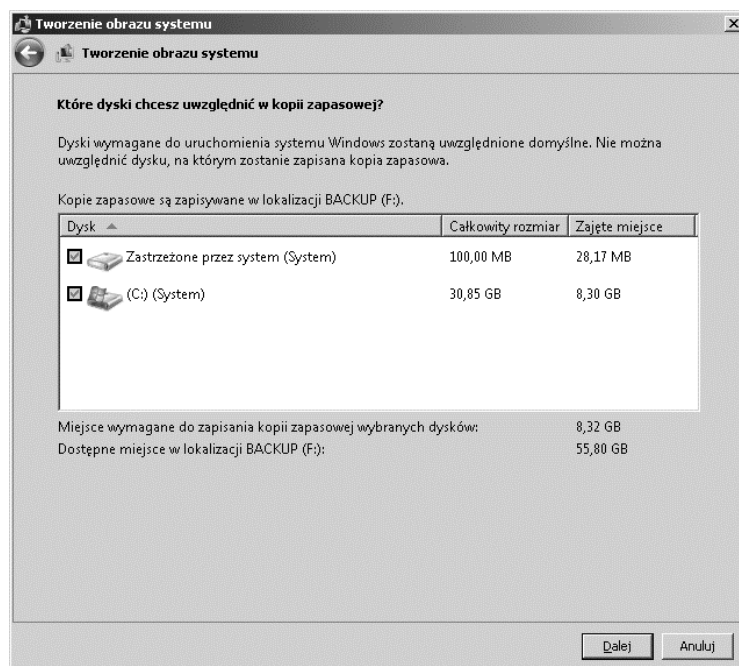 Tworzenie obrazu systemu
Tworzenie obrazu systemu
Które dyski chcesz uwzględnić w kopii zapasowej?
Dyski wymagane do uruchomienia systemu Windows zostaną uwzględnione domyślne. Nie można
uwzględnić dysku, na którym zostanie zapisana kopia zapasowa.
Kopie zapasowe są zapisywane w lokalizacji BACKUP (F:).
Dysk Całkowity rozmiar Zajęte miejsce
Zastrzeżone przez system (System) 100,00 MB 28,17 MB
(C:) (System) 30,85 GB 8,30 GB
Miejsce wymagane do zapisania kopii zapasowej wybranych dysków: 8,32 GB
Dostępne miejsce w lokalizacji BACKUP (F:): 55,80 GB
Dalej Anuluj